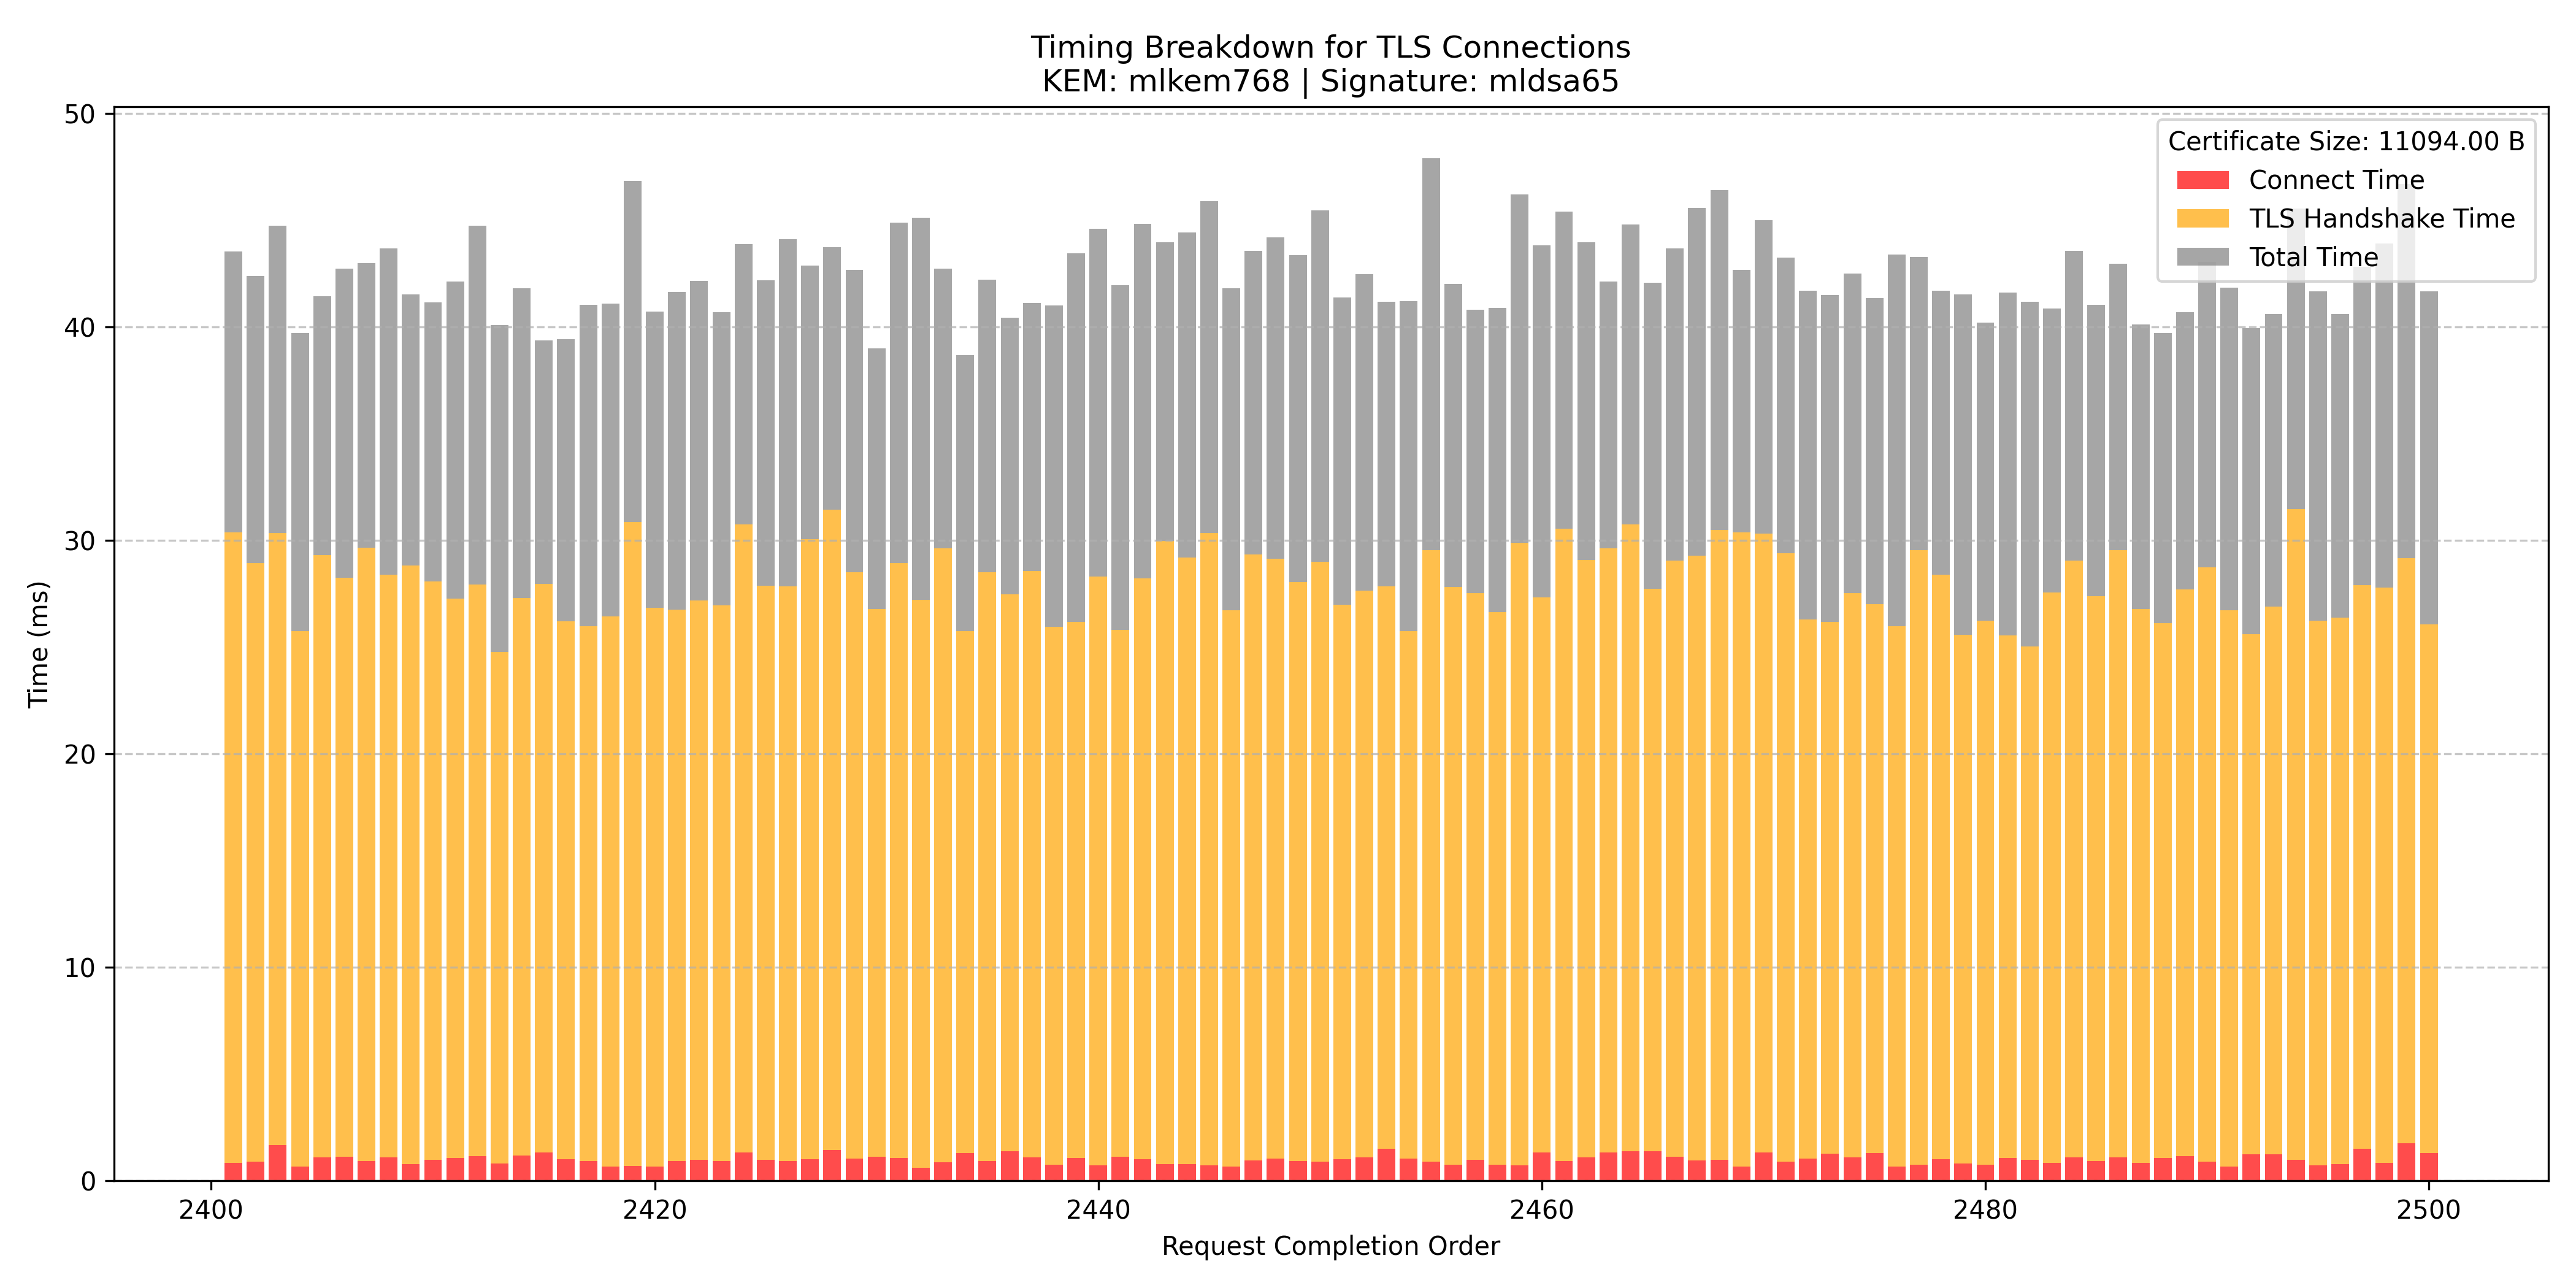 Timing Breakdown for TLS Connections
KEM: mlkem768 | Signature: mldsa65
Certificate Size: 11094.00 B
Connect Time
TLS Handshake Time
Total Time
Time (ms)
50
40
30
20
10
0
2400
2420
2440
2460
2480
2500
Request Completion Order